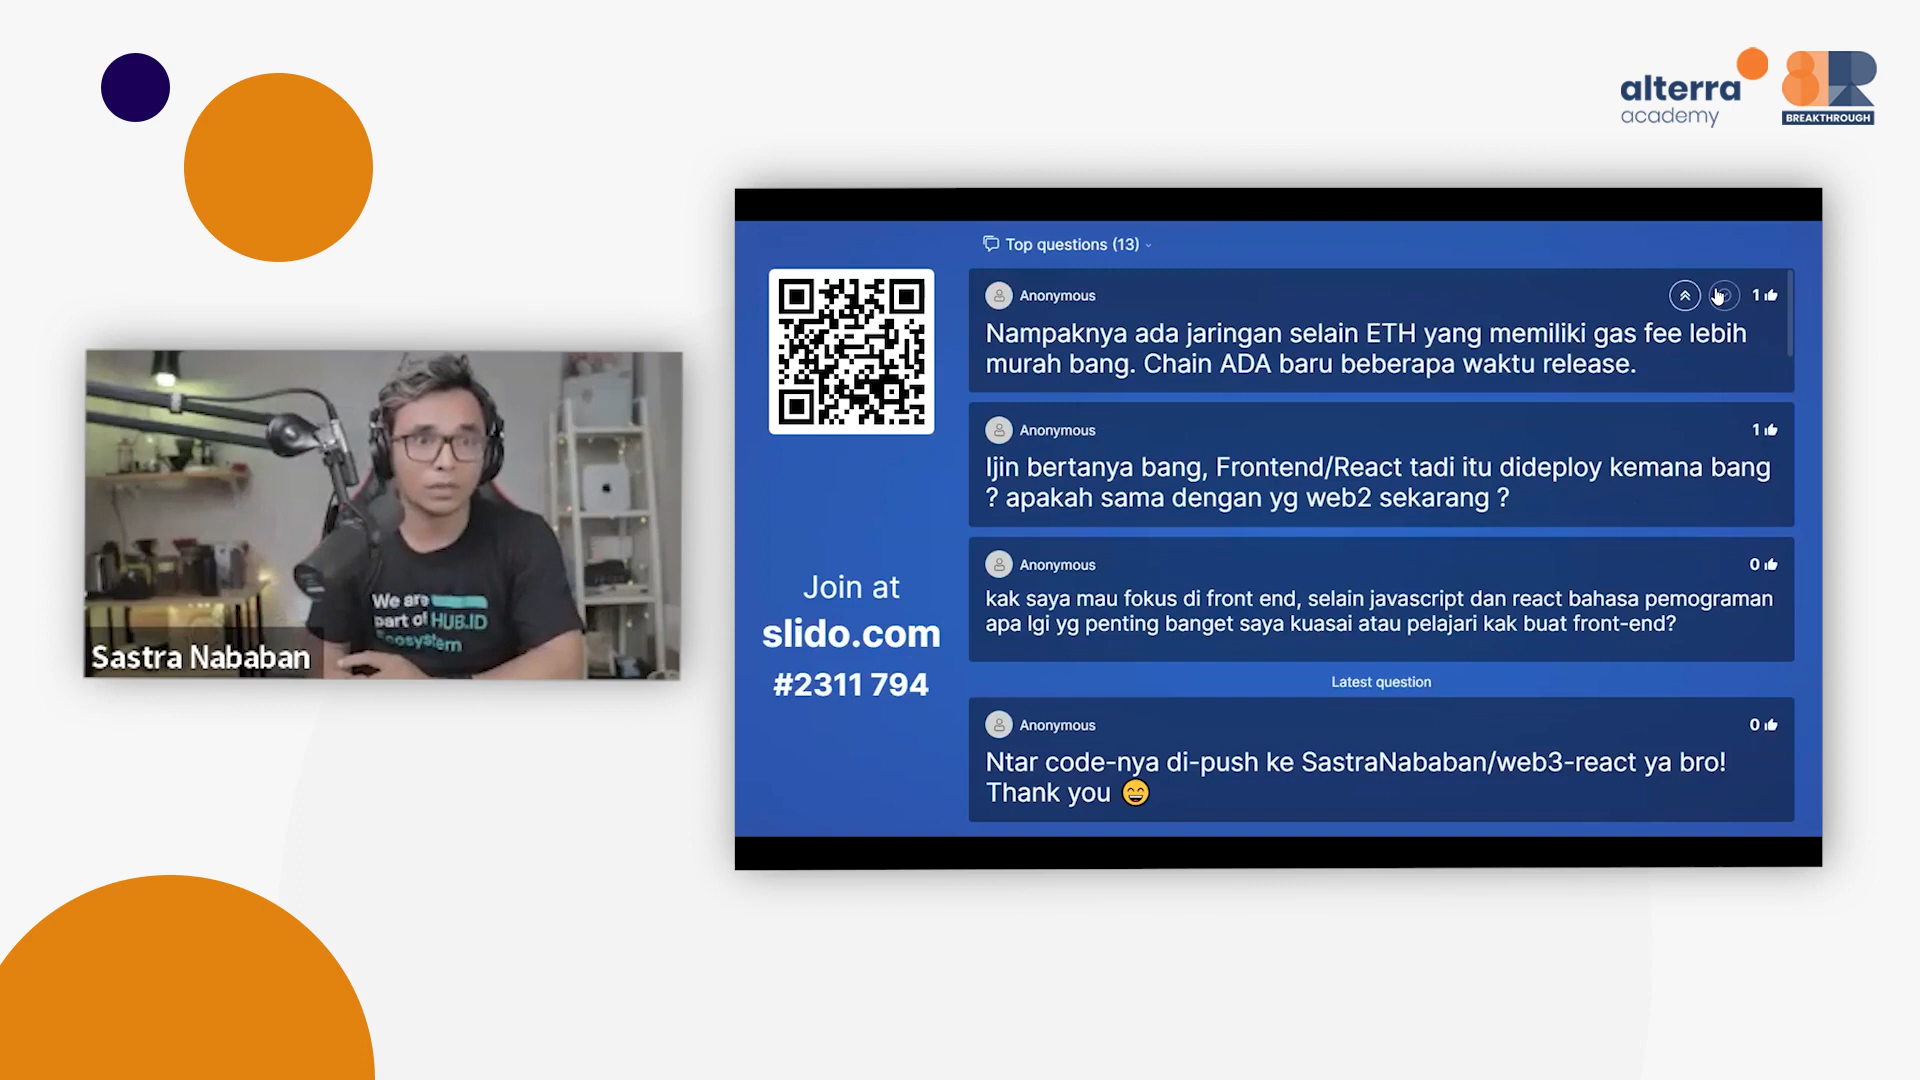 alterra
academy
BREAKTHROUGH
Top questions (13)
Anonymous
1
Nampaknya ada jaringan selain ETH yang memiliki gas fee lebih
murah bang. Chain ADA baru beberapa waktu release.
Anonymous
1
Ijin bertanya bang, Frontend/React tadi itu dideploy kemana bang
? apakah sama dengan yg web2 sekarang ?
Anonymous
0
kak saya mau fokus di front end, selain javascript dan react bahasa pemograman
apa lgi yg penting banget saya kuasai atau pelajari kak buat front-end?
Latest question
Anonymous
0
Ntar code-nya di-push ke SastraNababan/web3-react ya bro!
Thank you 😄
Join at
slido.com
#2311 794
We are
part of HUB.ID
Ecosystem
Sastra Nababan